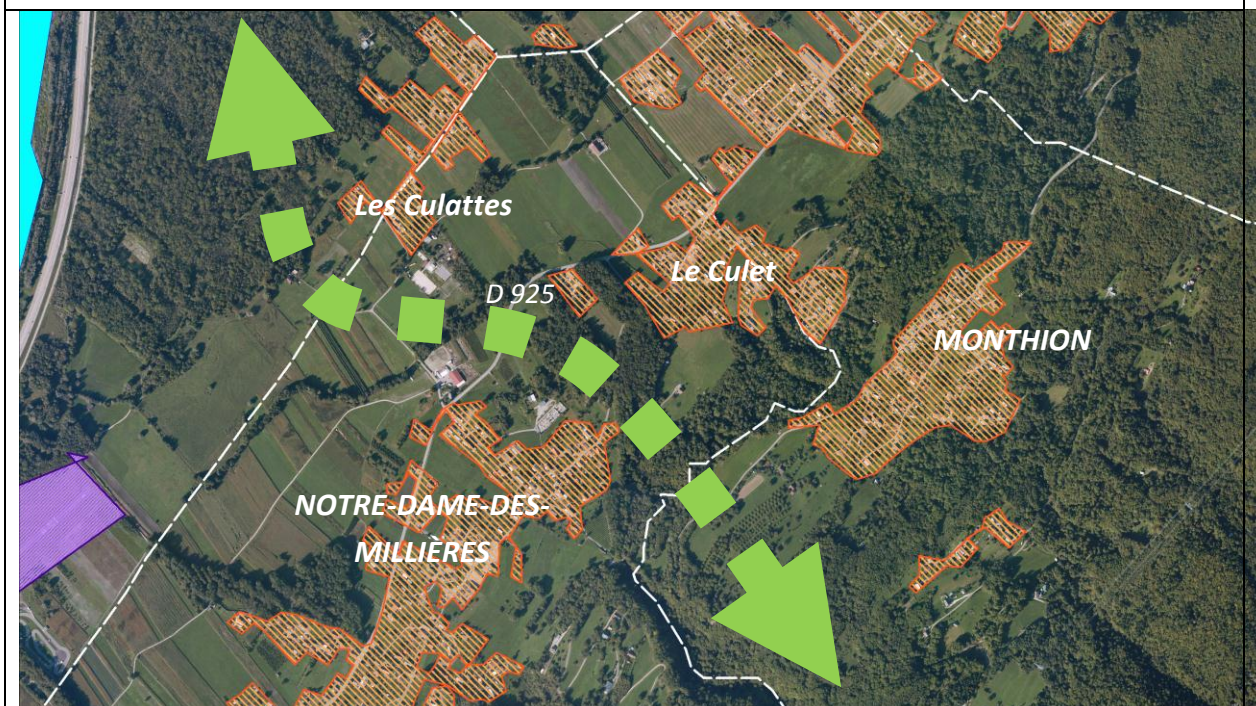 Les Culattes
Le Culet
D 925
MONTHION
NOTRE-DAME-DES-
MILLIÈRES